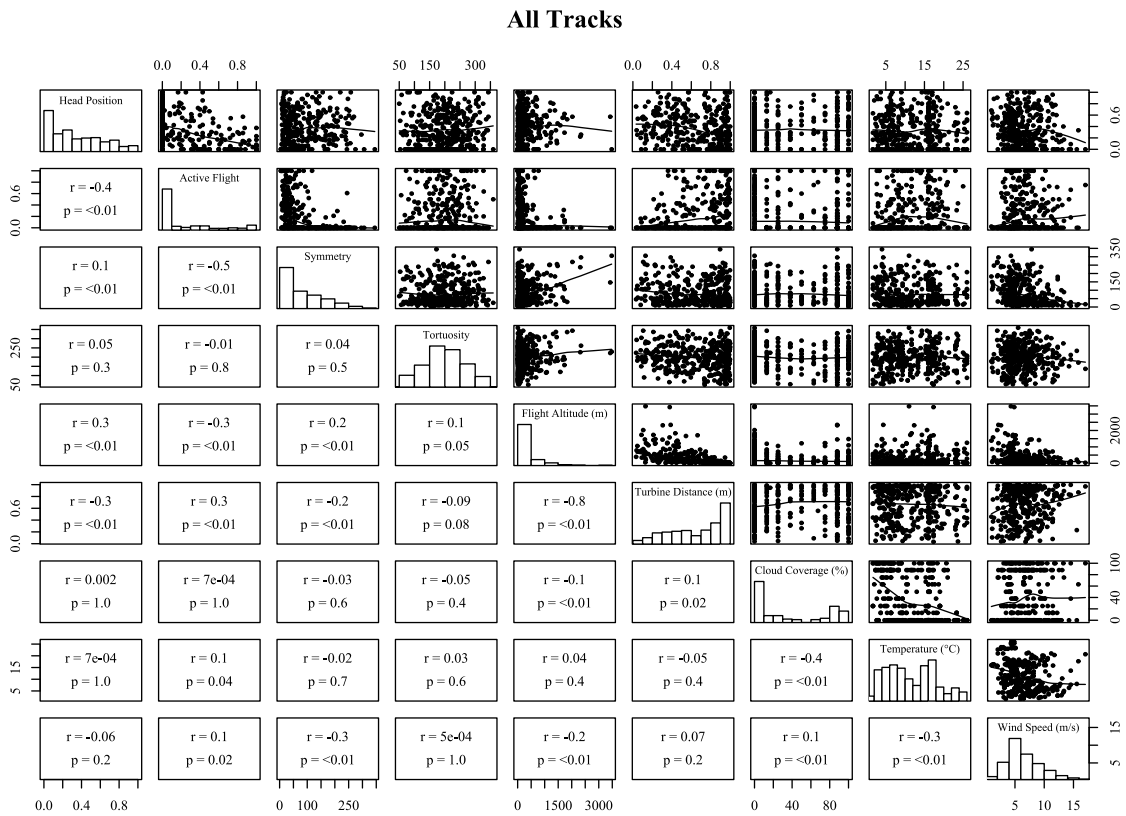 All Tracks
0.0 0.4 0.8
50 150 300
0.0 0.4 0.8
5 15 25
Head Position
0.0 0.6
r = -0.4
p = <0.01
Active Flight
0.0 0.6
r = 0.1
p = <0.01
r = -0.5
p = <0.01
Symmetry
0 150 350
r = 0.05
p = 0.3
r = -0.01
p = 0.8
r = 0.04
p = 0.5
Tortuosity
50 250
r = 0.3
p = <0.01
r = -0.3
p = <0.01
r = 0.2
p = <0.01
r = 0.1
p = 0.05
Flight Altitude (m)
0 2000
r = -0.3
p = <0.01
r = 0.3
p = <0.01
r = -0.2
p = <0.01
r = -0.09
p = 0.08
r = -0.8
p = <0.01
Turbine Distance (m)
0.0 0.6
r = 0.002
p = 1.0
r = 7e-04
p = 1.0
r = -0.03
p = 0.6
r = -0.05
p = 0.4
r = -0.1
p = <0.01
r = 0.1
p = 0.02
Cloud Coverage (%)
0 40 100
r = 7e-04
p = 1.0
r = 0.1
p = 0.04
r = -0.02
p = 0.7
r = 0.03
p = 0.6
r = 0.04
p = 0.4
r = -0.05
p = 0.4
r = -0.4
p = <0.01
Temperature (°C)
5 15
r = -0.06
p = 0.2
r = 0.1
p = 0.02
r = -0.3
p = <0.01
r = 5e-04
p = 1.0
r = -0.2
p = <0.01
r = 0.07
p = 0.2
r = 0.1
p = <0.01
r = -0.3
p = <0.01
Wind Speed (m/s)
5 15
0.0 0.4 0.8
0 100 250
0 1500 3000
0 40 80
5 10 15